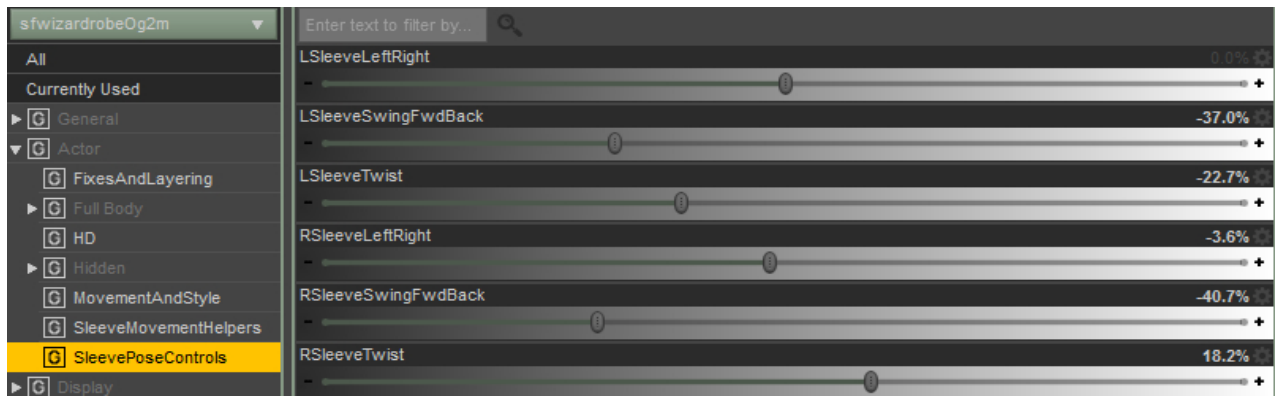 sfwizardrobeOg2m
All
Currently Used
G General
G Actor
G FixesAndLayering
G Full Body
G HD
G Hidden
G MovementAndStyle
G SleeveMovementHelpers
G SleevePoseControls
G Display
Enter text to filter by...
LSleeveLeftRight 0.0%
- +
LSleeveSwingFwdBack -37.0%
- +
LSleeveTwist -22.7%
- +
RSleeveLeftRight -3.6%
- +
RSleeveSwingFwdBack -40.7%
- +
RSleeveTwist 18.2%
- +